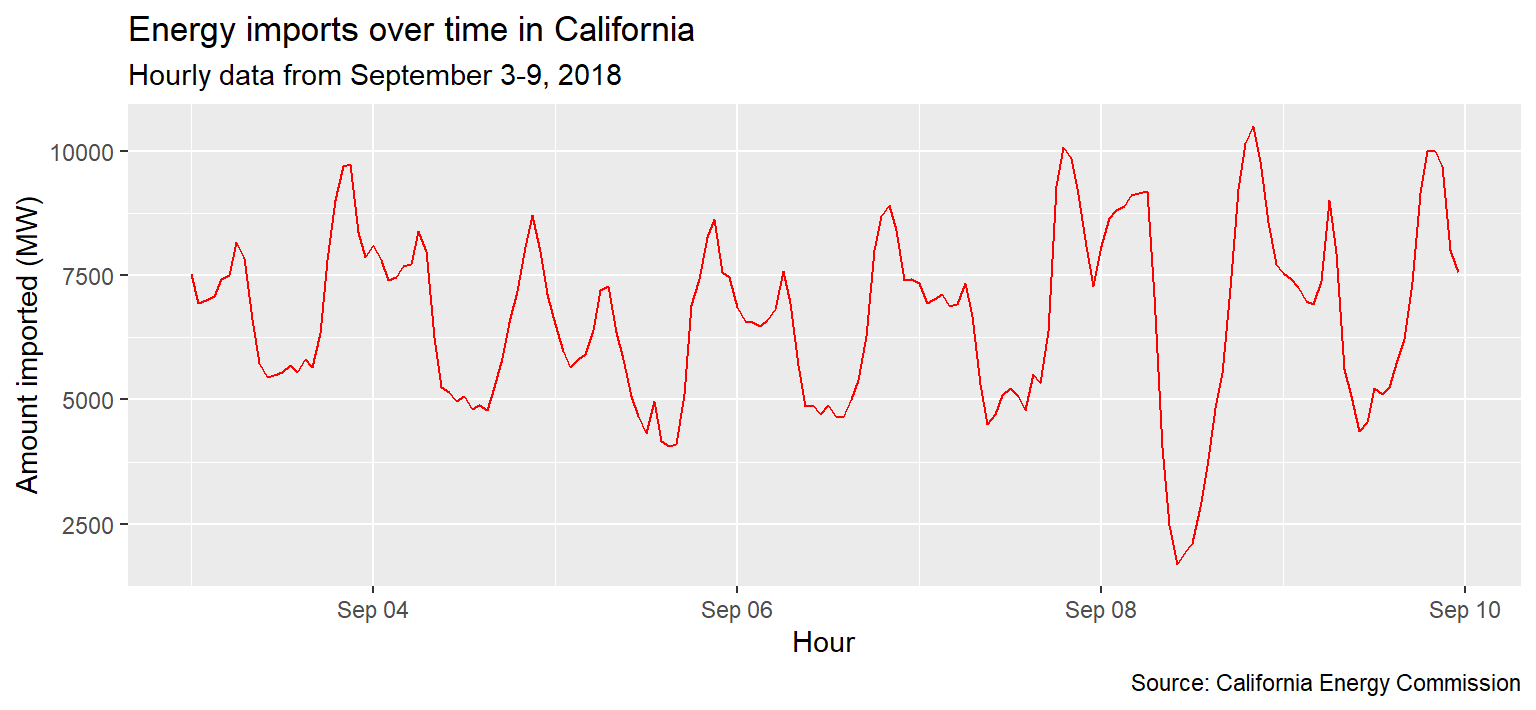 Energy imports over time in California
Hourly data from September 3-9, 2018
Amount imported (MW)
10000
7500
5000
2500
Sep 04 Sep 06 Sep 08 Sep 10
Hour
Source: California Energy Commission